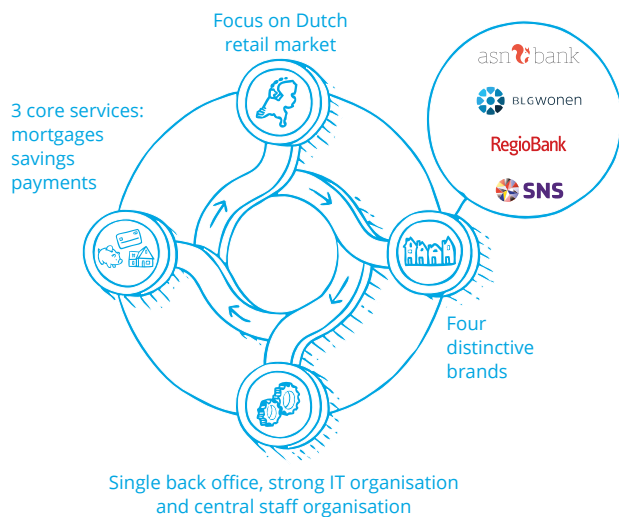 Focus on Dutch
retail market
asn bank
BLGWONEN
RegioBank
SNS
3 core services:
mortgages
savings
payments
Four
distinctive
brands
Single back office, strong IT organisation
and central staff organisation